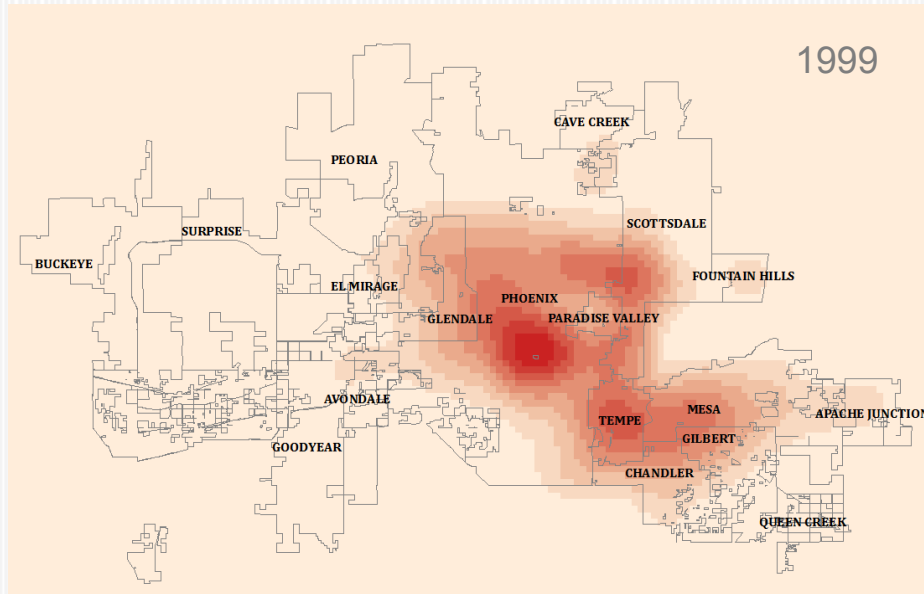 1999
CAVE CREEK
PEORIA
SCOTTSDALE
SURPRISE
BUCKEYE
FOUNTAIN HILLS
EL MIRAGE
PHOENIX
GLENDALE
PARADISE VALLEY
AVONDALE
MESA
APACHE JUNCTION
TEMPE
GILBERT
GOODYEAR
CHANDLER
QUEEN CREEK